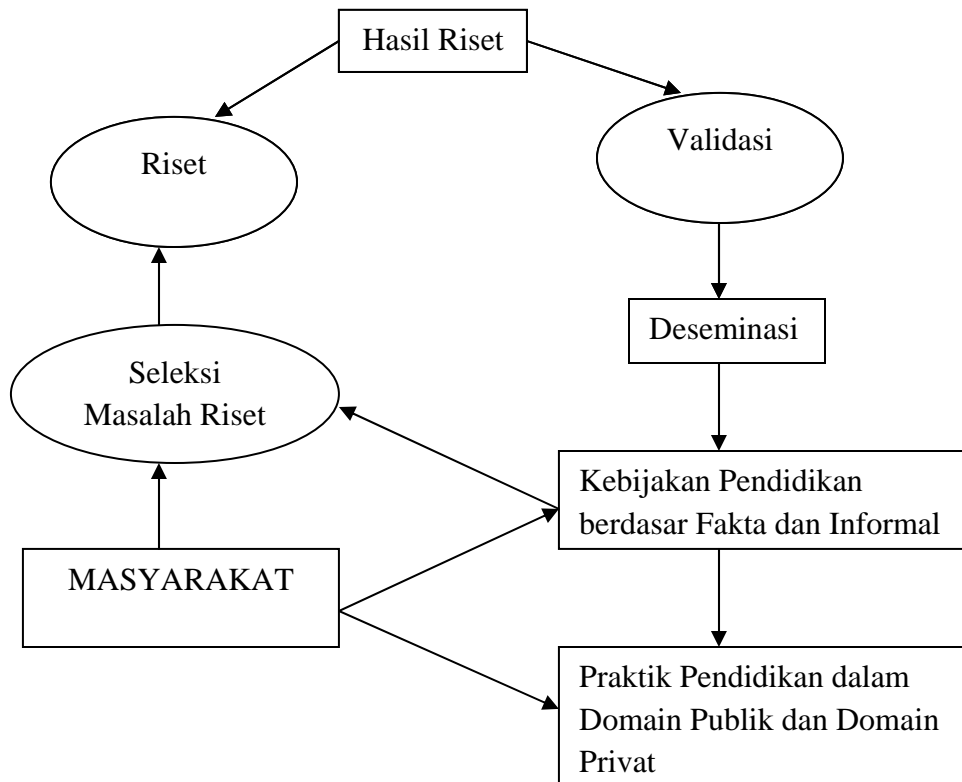 Hasil Riset
Riset
Validasi
Deseminasi
Seleksi
Masalah Riset
Kebijakan Pendidikan
berdasar Fakta dan Informal
MASYARAKAT
Praktik Pendidikan dalam
Domain Publik dan Domain
Privat